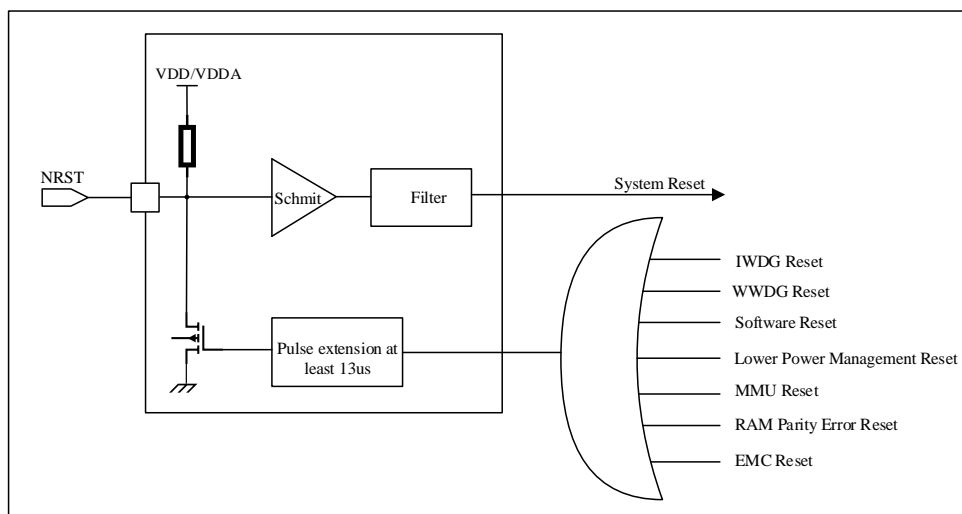 VDD/VDDA
NRST
Schmit
Filter
System Reset
IWDG Reset
WWDG Reset
Software Reset
Pulse extension at
least 13us
Lower Power Management Reset
MMU Reset
RAM Parity Error Reset
EMC Reset